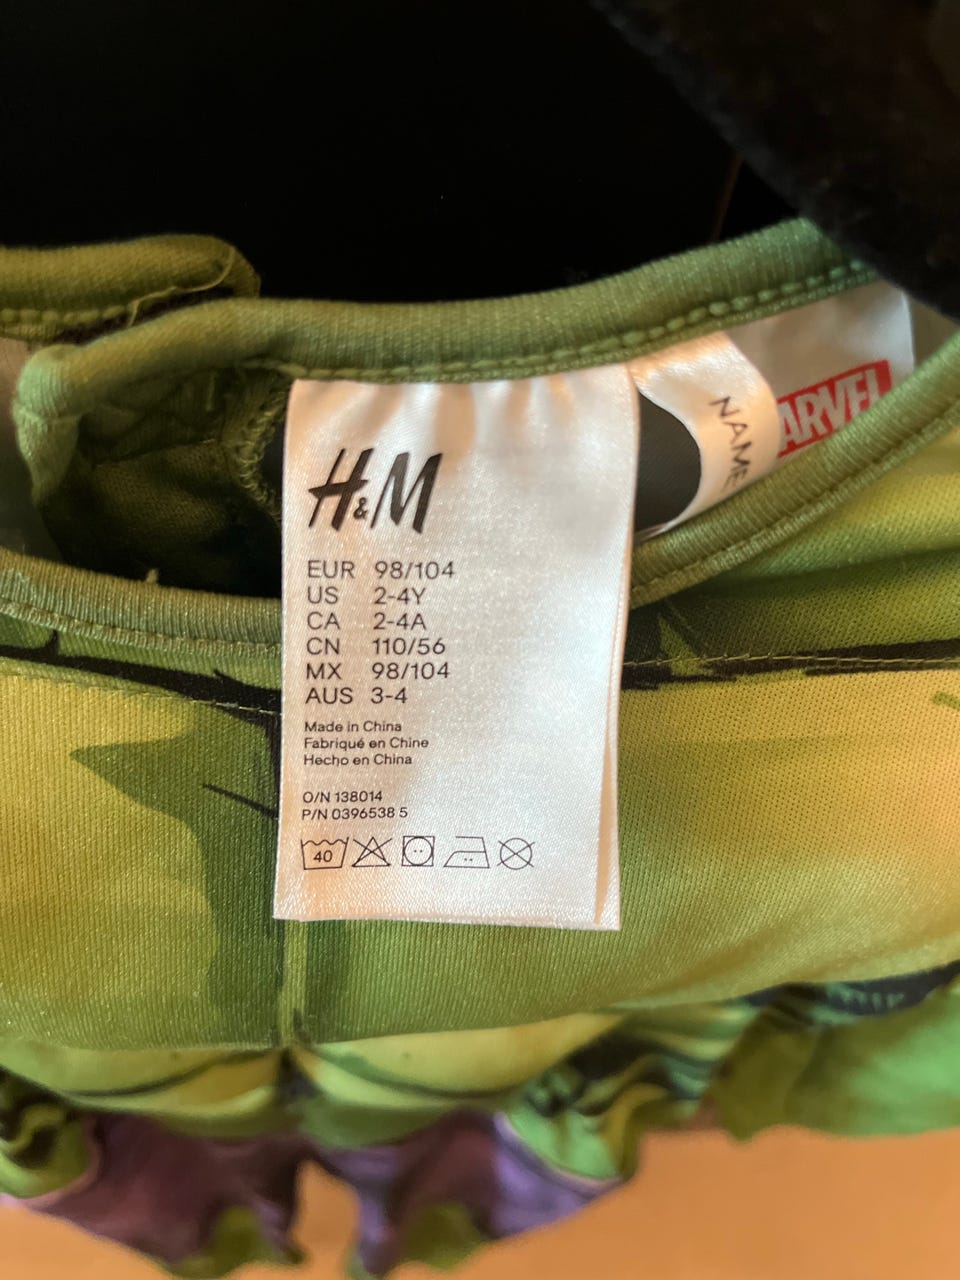 H&M
EUR 98/104
US 2-4Y
CA 2-4A
CN 110/56
MX 98/104
AUS 3-4
Made in China
Fabriqué en Chine
Hecho en China
O/N 138014
P/N 0396538 5
40
NAME
ARVEL